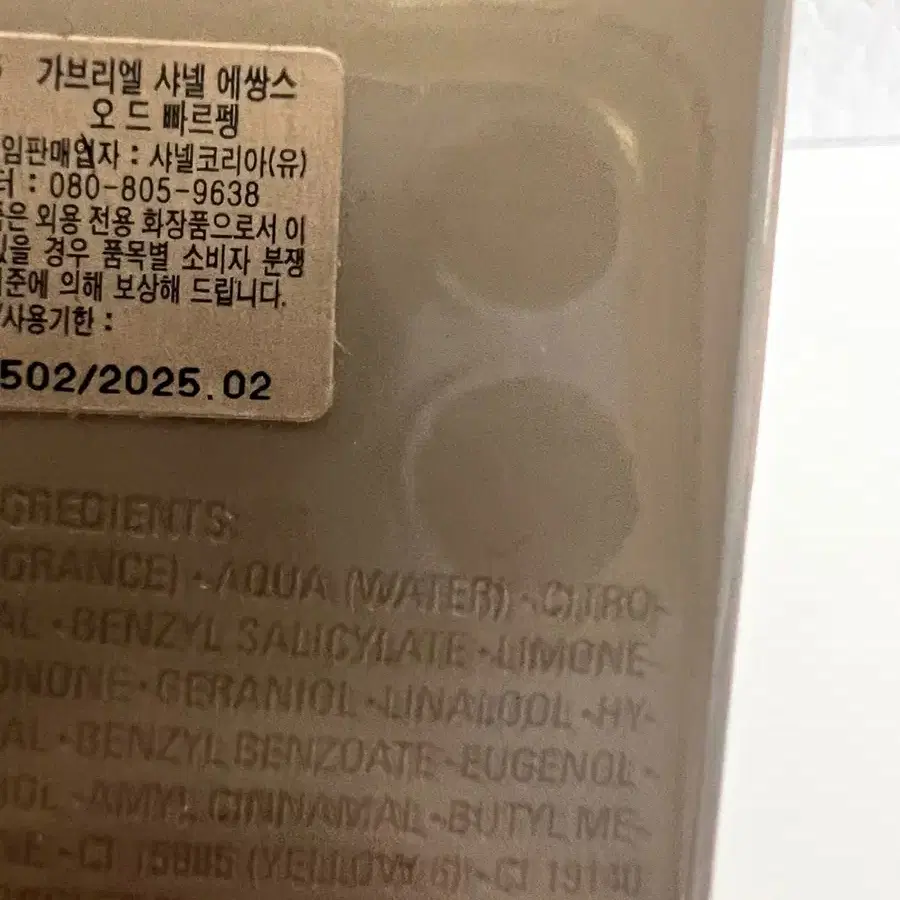 가브리엘 샤넬 에쌍스
오 드 빠르펭
임판매업자 : 샤넬코리아(유)
터 : 080-805-9638
품은 외용 전용 화장품으로서 이
있을 경우 품목별 소비자 분쟁
기준에 의해 보상해 드립니다.
/사용기한 :
502/2025.02
GREDIENTS:
GRANCE) • AQUA (WATER) • CITRO-
AL • BENZYL SALICYLATE • LIMONE-
ONONE • GERANIOL • LINALOOL • HY-
AL • BENZYL BENZOATE • EUGENOL •
OL • AMYL CINNAMAL • BUTYL ME-
NE • CI 15985 (YELLOW 6) • CI 19140